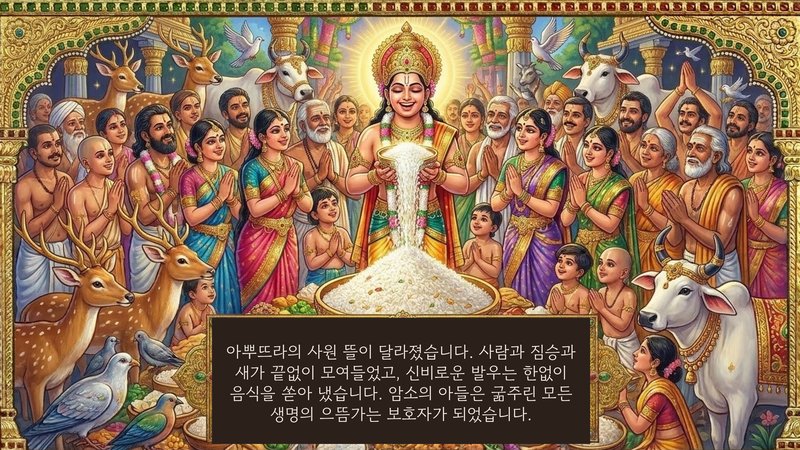 아뿌뜨라의 사원 뜰이 달라졌습니다. 사람과 짐승과
새가 끝없이 모여들었고, 신비로운 발우는 한없이
음식을 쏟아 냈습니다. 암소의 아들은 굶주린 모든
생명의 으뜸가는 보호자가 되었습니다.